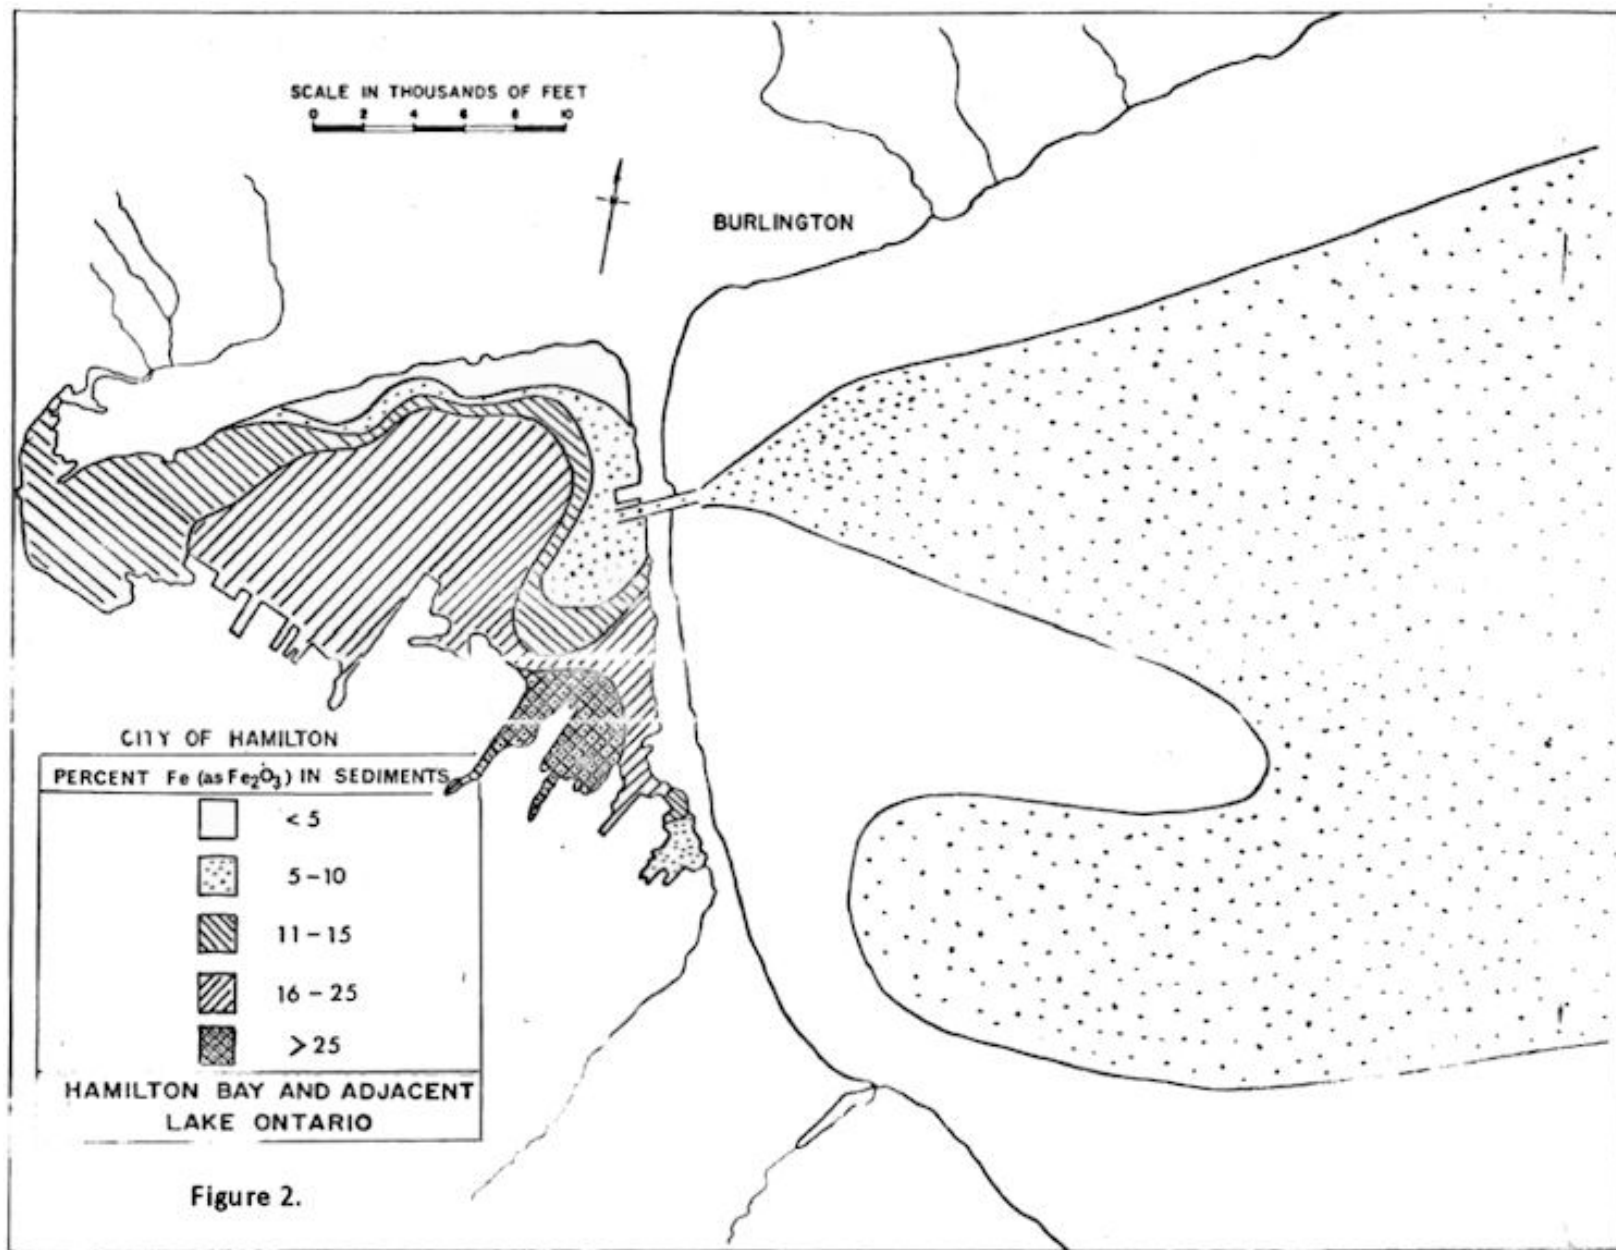 SCALE IN THOUSANDS OF FEET
0 2 4 6 8 10
BURLINGTON
CITY OF HAMILTON
PERCENT Fe (as Fe₂O₃) IN SEDIMENTS
< 5
5 - 10
11 - 15
16 - 25
> 25
HAMILTON BAY AND ADJACENT
LAKE ONTARIO
Figure 2.